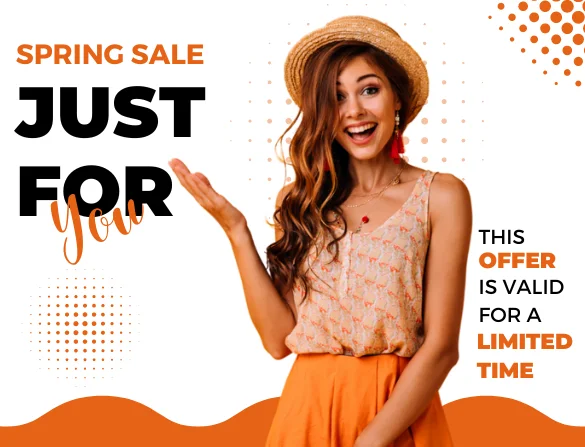 SPRING SALE
JUST
FOR
You
THIS
OFFER
IS VALID
FOR A
LIMITED
TIME